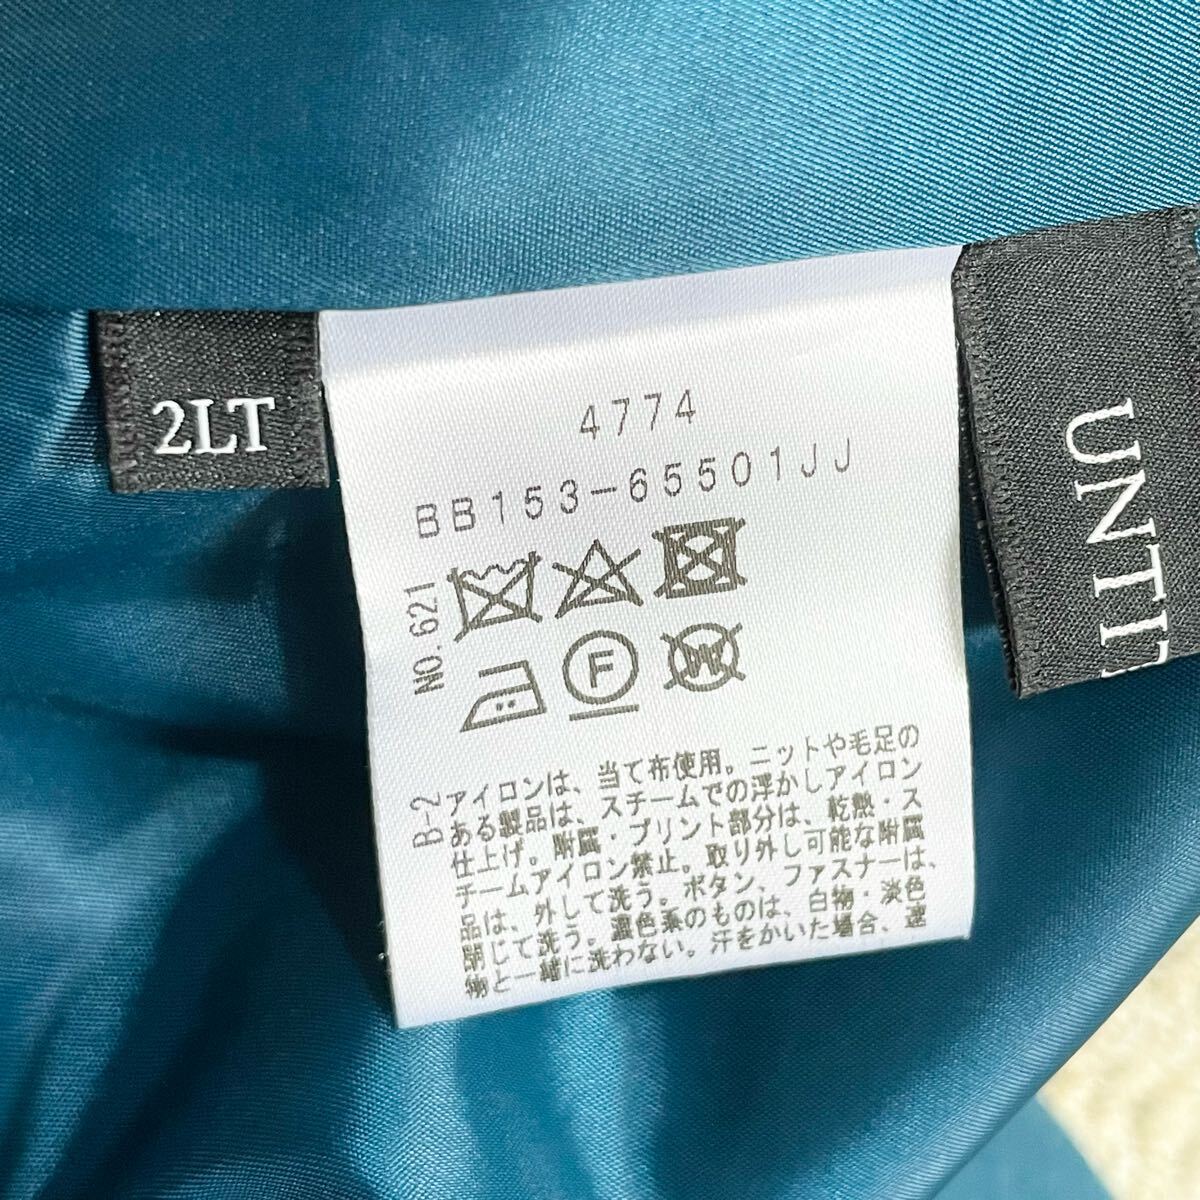 2LT
4774
BB153-65501JJ
NO.621
F
W
B-2
アイロンは、当て布使用。ニットや毛足の
ある製品は、スチームでの浮かしアイロン
仕上げ。附属・プリント部分は、乾熱・ス
チームアイロン禁止。取り外し可能な附属
品は、外して洗う。ボタン、ファスナーは、
閉じて洗う。濃色系のものは、白物・淡色
物と一緒に洗わない。汗をかいた場合、速
UNTIT